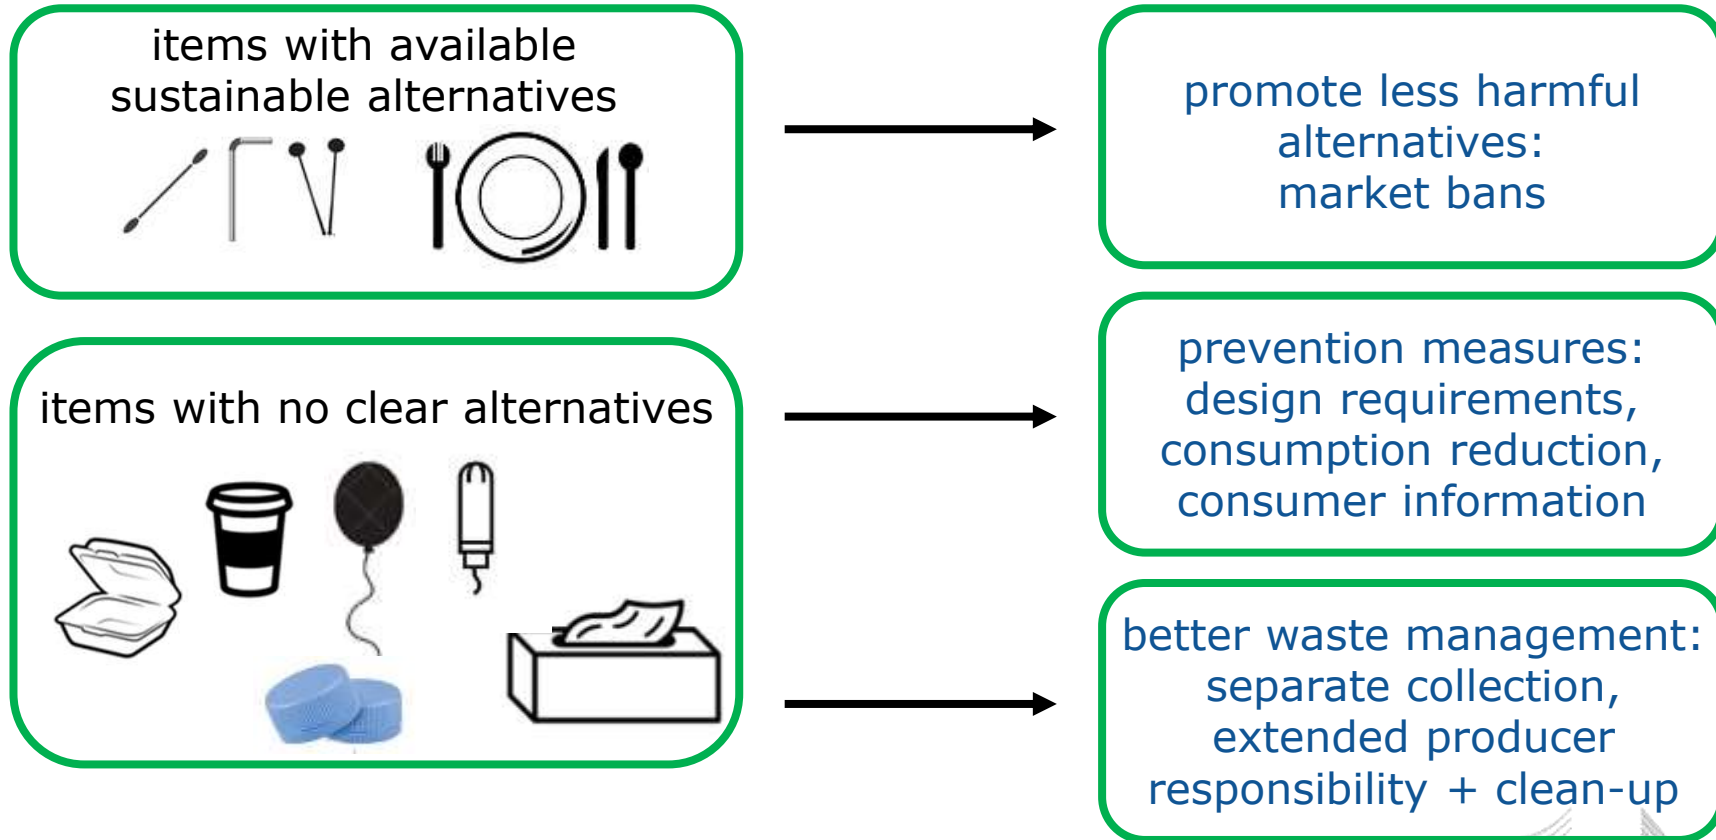 items with available
sustainable alternatives
promote less harmful
alternatives:
market bans
items with no clear alternatives
prevention measures:
design requirements,
consumption reduction,
consumer information
better waste management:
separate collection,
extended producer
responsibility + clean-up